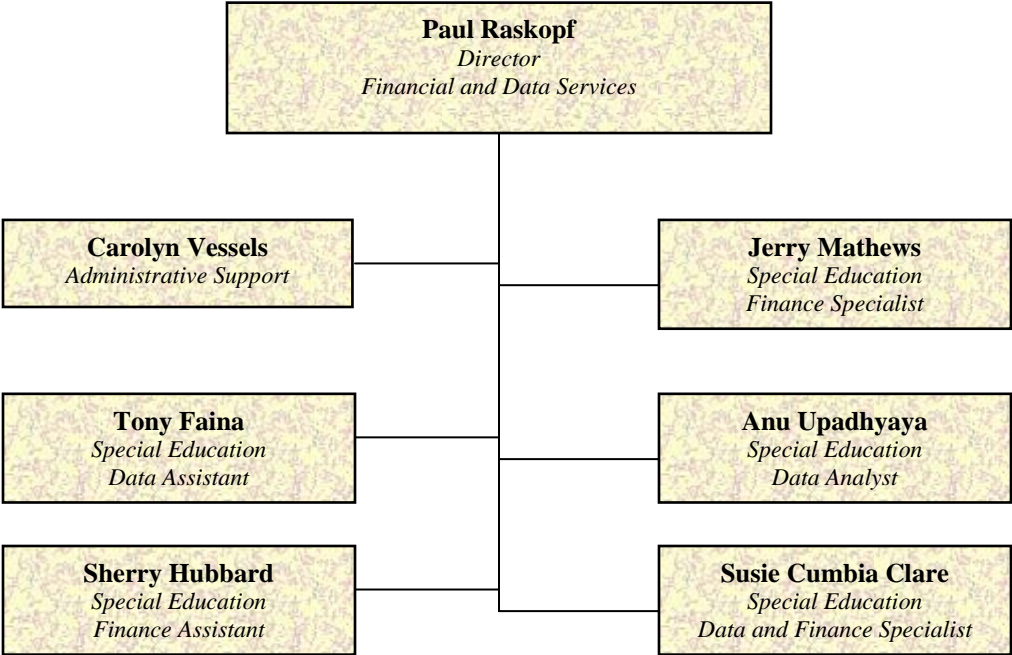 Paul Raskopf
Director
Financial and Data Services
Carolyn Vessels
Administrative Support
Jerry Mathews
Special Education
Finance Specialist
Tony Faina
Special Education
Data Assistant
Anu Upadhyaya
Special Education
Data Analyst
Sherry Hubbard
Special Education
Finance Assistant
Susie Cumbia Clare
Special Education
Data and Finance Specialist